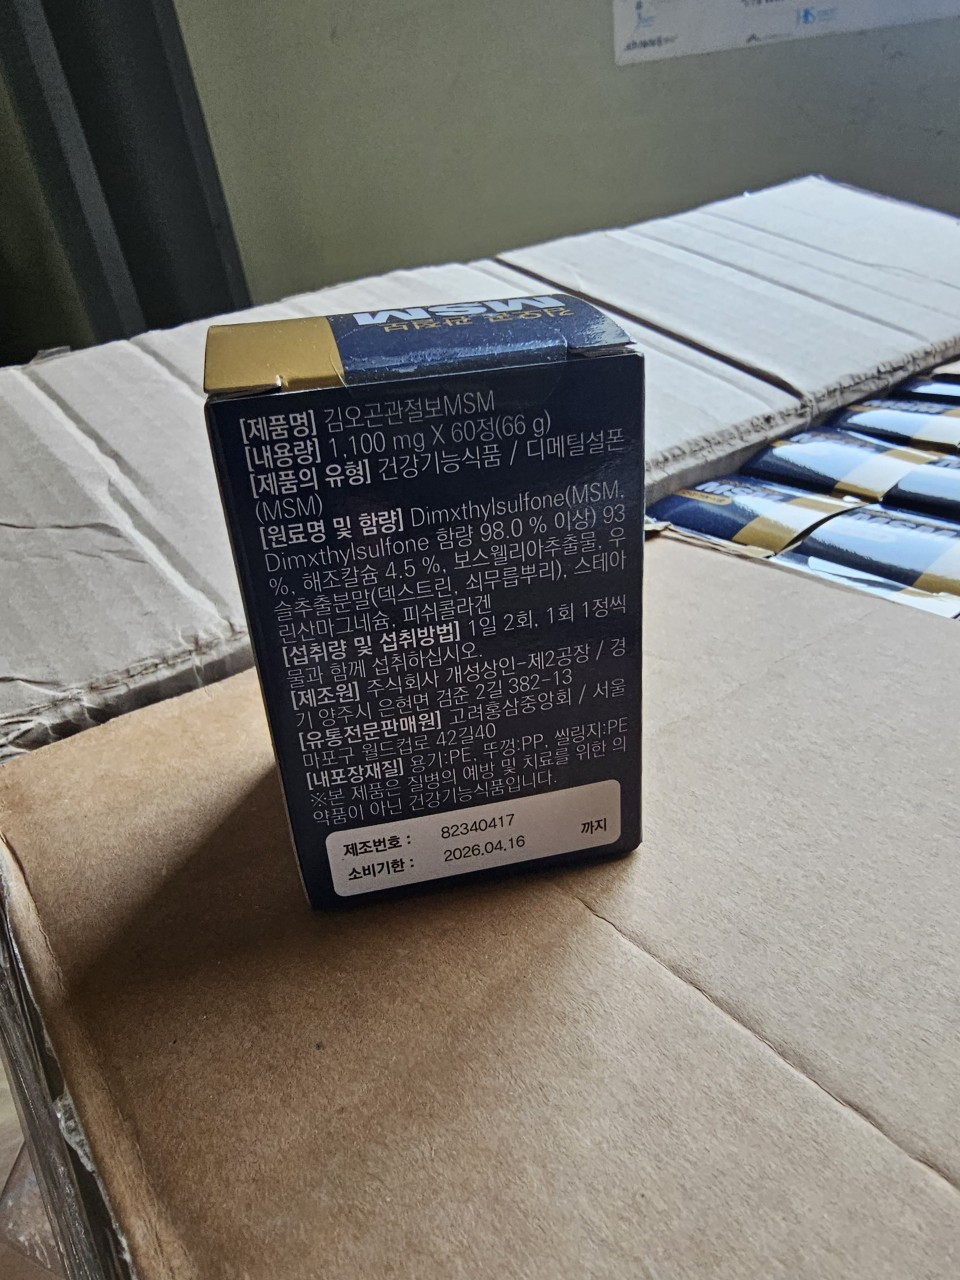 김오곤 관절보
MSM
[제품명] 김오곤관절보MSM
[내용량] 1,100 mg X 60정(66 g)
[제품의 유형] 건강기능식품 / 디메틸설폰
(MSM)
[원료명 및 함량] Dimxthylsulfone(MSM,
Dimxthylsulfone 함량 98.0 % 이상) 93
%, 해조칼슘 4.5 %, 보스웰리아추출물, 우
슬주출분말(덱스트린, 쇠무릅뿌리), 스테아
린산마그네슘, 피쉬콜라겐
[섭취량 및 섭취방법] 1일 2회, 1회 1정씩
물과 함께 섭취하십시오.
[제조원] 주식회사 개성상인-제2공장 / 경
기 양주시 은현면 검준 2길 382-13
[유통전문판매원] 고려홍삼중앙회 / 서울
마포구 월드컵로 42길40
[내포장재질] 용기:PE, 뚜껑:PP, 씰링지:PE
※본 제품은 질병의 예방 및 치료를 위한 의
약품이 아닌 건강기능식품입니다.
제조번호 : 82340417
소비기한 : 2026.04.16 까지
MSM